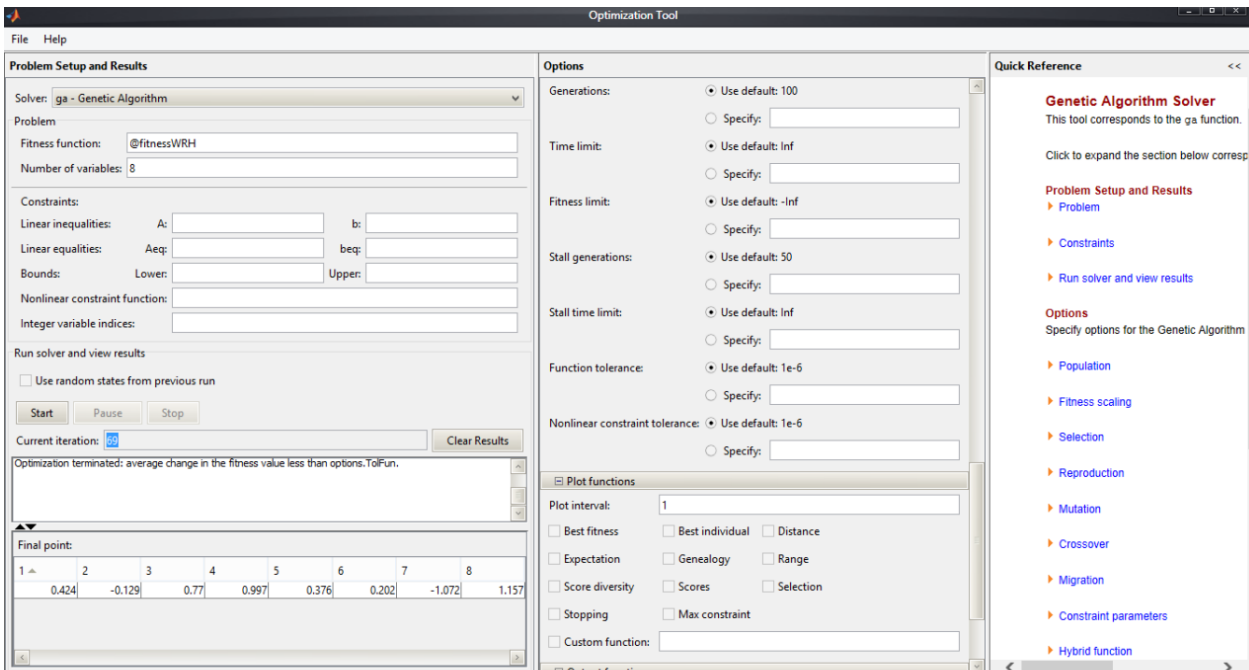 Optimization Tool
File Help
Problem Setup and Results
Solver: ga - Genetic Algorithm
Problem
Fitness function: @fitnessWRH
Number of variables: 8
Constraints:
Linear inequalities: A: b:
Linear equalities: Aeq: beq:
Bounds: Lower: Upper:
Nonlinear constraint function:
Integer variable indices:
Run solver and view results
Use random states from previous run
Start Pause Stop
Current iteration: 69 Clear Results
Optimization terminated: average change in the fitness value less than options.TolFun.
Final point:
1 2 3 4 5 6 7 8
0.424 -0.129 0.77 0.997 0.376 0.202 -1.072 1.157
Options
Generations: Use default: 100
Specify:
Time limit: Use default: Inf
Specify:
Fitness limit: Use default: -Inf
Specify:
Stall generations: Use default: 50
Specify:
Stall time limit: Use default: Inf
Specify:
Function tolerance: Use default: 1e-6
Specify:
Nonlinear constraint tolerance: Use default: 1e-6
Specify:
Plot functions
Plot interval: 1
Best fitness Best individual Distance
Expectation Genealogy Range
Score diversity Scores Selection
Stopping Max constraint
Custom function:
Quick Reference <<
Genetic Algorithm Solver
This tool corresponds to the ga function.
Click to expand the section below corresp
Problem Setup and Results
Problem
Constraints
Run solver and view results
Options
Specify options for the Genetic Algorithm
Population
Fitness scaling
Selection
Reproduction
Mutation
Crossover
Migration
Constraint parameters
Hybrid function